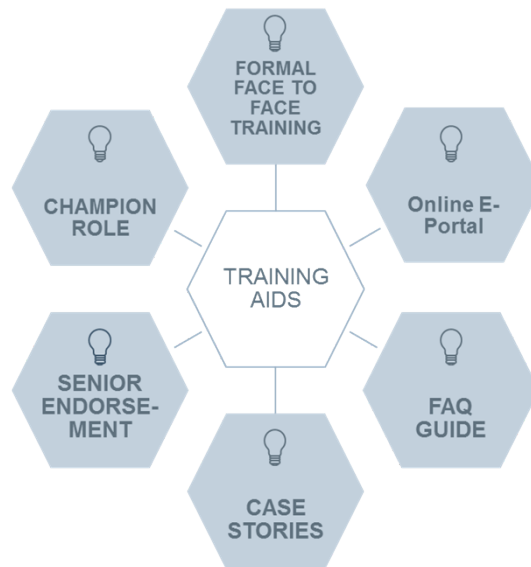 FORMAL
FACE TO
FACE
TRAINING
CHAMPION
ROLE
Online E-
Portal
TRAINING
AIDS
SENIOR
ENDORSE-
MENT
FAQ
GUIDE
CASE
STORIES